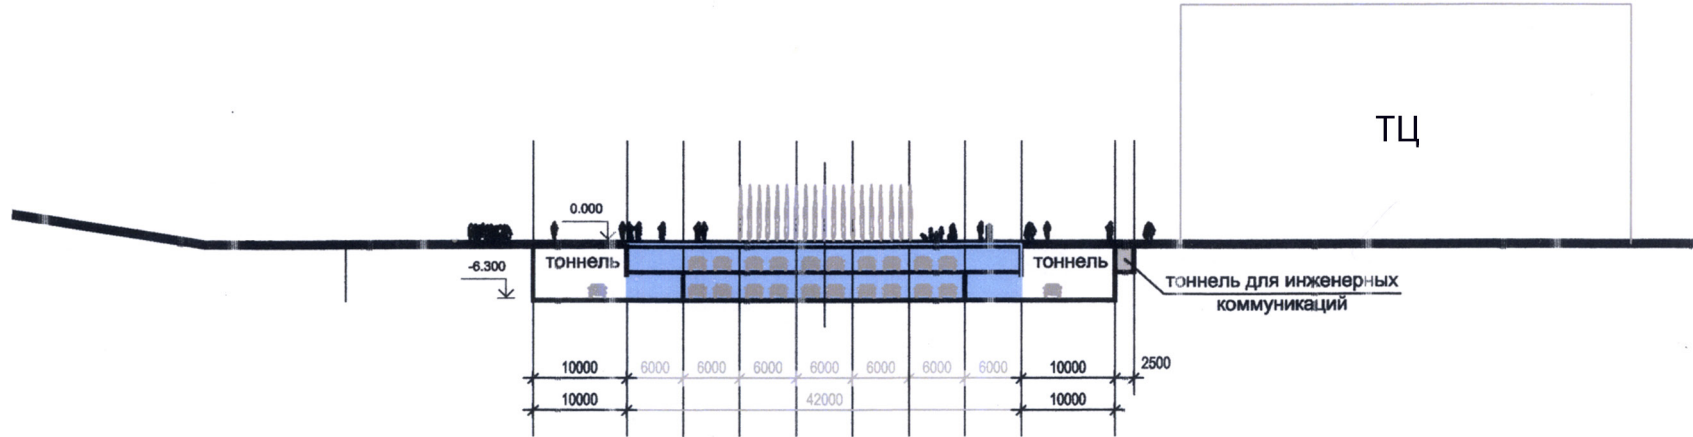 ТЦ
0.000
тоннель
тоннель
-6.300
тоннель для инженерных
коммуникаций
10000 6000 6000 6000 6000 6000 6000 6000 10000 2500
10000 42000 10000